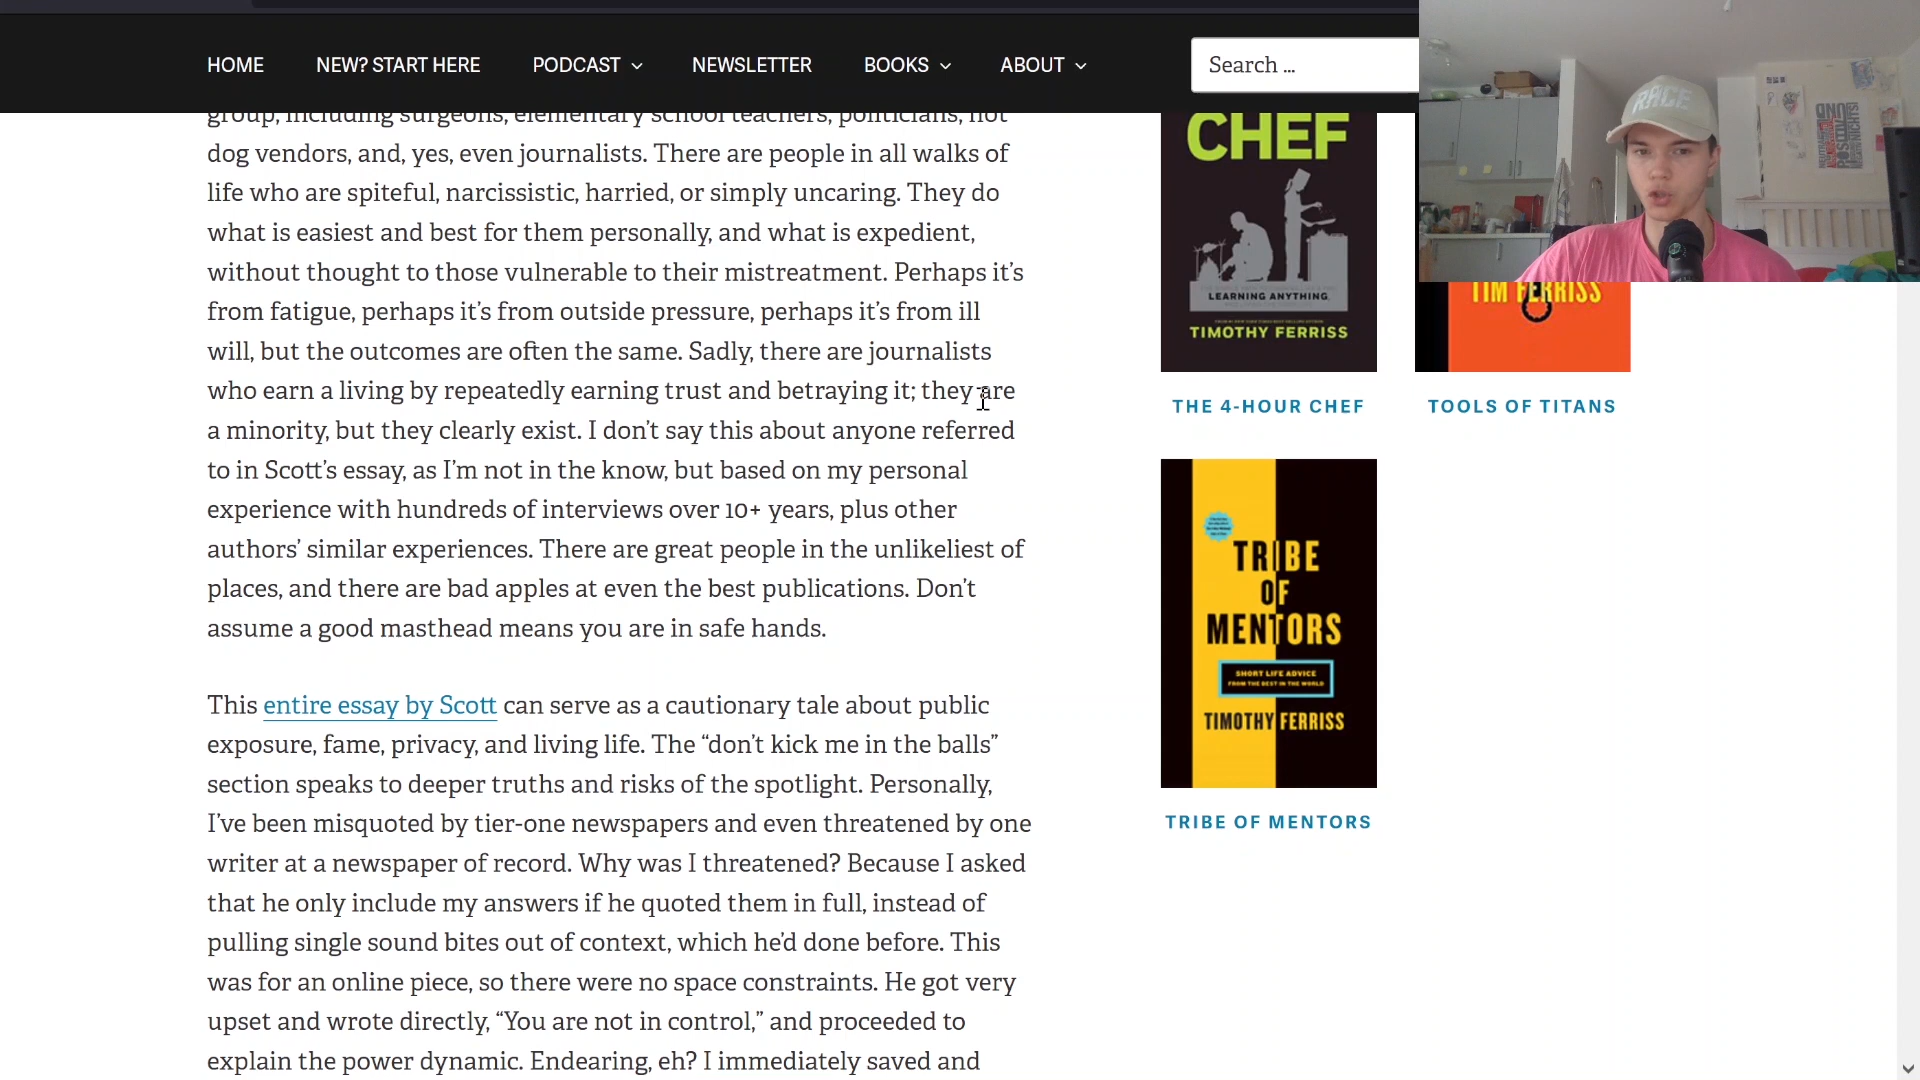 HOME
NEW? START HERE
PODCAST
NEWSLETTER
BOOKS
ABOUT
Search ...
group, including surgeons, elementary school teachers, politicians, hot
dog vendors, and, yes, even journalists. There are people in all walks of
life who are spiteful, narcissistic, harried, or simply uncaring. They do
what is easiest and best for them personally, and what is expedient,
without thought to those vulnerable to their mistreatment. Perhaps it’s
from fatigue, perhaps it’s from outside pressure, perhaps it’s from ill
will, but the outcomes are often the same. Sadly, there are journalists
who earn a living by repeatedly earning trust and betraying it; they are
a minority, but they clearly exist. I don’t say this about anyone referred
to in Scott’s essay, as I’m not in the know, but based on my personal
experience with hundreds of interviews over 10+ years, plus other
authors’ similar experiences. There are great people in the unlikeliest of
places, and there are bad apples at even the best publications. Don’t
assume a good masthead means you are in safe hands.
This entire essay by Scott can serve as a cautionary tale about public
exposure, fame, privacy, and living life. The “don’t kick me in the balls”
section speaks to deeper truths and risks of the spotlight. Personally,
I’ve been misquoted by tier-one newspapers and even threatened by one
writer at a newspaper of record. Why was I threatened? Because I asked
that he only include my answers if he quoted them in full, instead of
pulling single sound bites out of context, which he’d done before. This
was for an online piece, so there were no space constraints. He got very
upset and wrote directly, “You are not in control,” and proceeded to
explain the power dynamic. Endearing, eh? I immediately saved and
CHEF
LEARNING ANYTHING,
TIMOTHY FERRISS
THE 4-HOUR CHEF
TIM FERRISS
TOOLS OF TITANS
TRIBE
OF
MENTORS
SHORT LIFE ADVICE
FROM THE BEST IN THE WORLD
TIMOTHY FERRISS
TRIBE OF MENTORS
RAGE